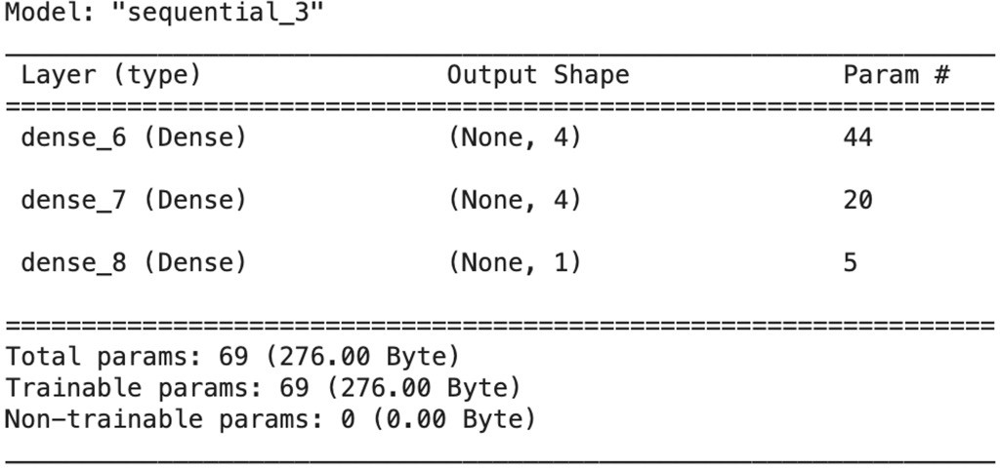 Model: "sequential_3"
Layer (type) Output Shape Param #
dense_6 (Dense) (None, 4) 44
dense_7 (Dense) (None, 4) 20
dense_8 (Dense) (None, 1) 5
Total params: 69 (276.00 Byte)
Trainable params: 69 (276.00 Byte)
Non-trainable params: 0 (0.00 Byte)